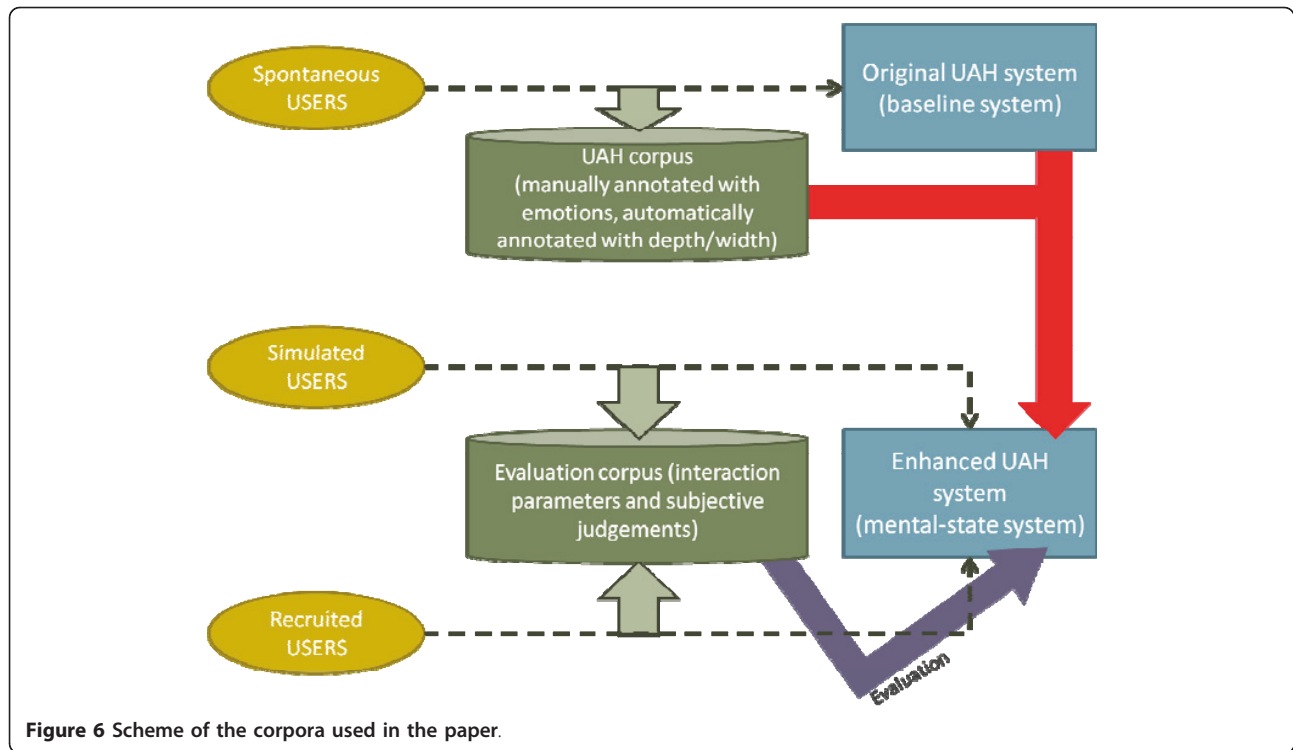 Spontaneous
USERS
Original UAH system
(baseline system)
UAH corpus
(manually annotated with
emotions, automatically
annotated with depth/width)
Simulated
USERS
Evaluation corpus (interaction
parameters and subjective
judgements)
Enhanced UAH
system
(mental-state system)
Recruited
USERS
Evaluation
Figure 6 Scheme of the corpora used in the paper.